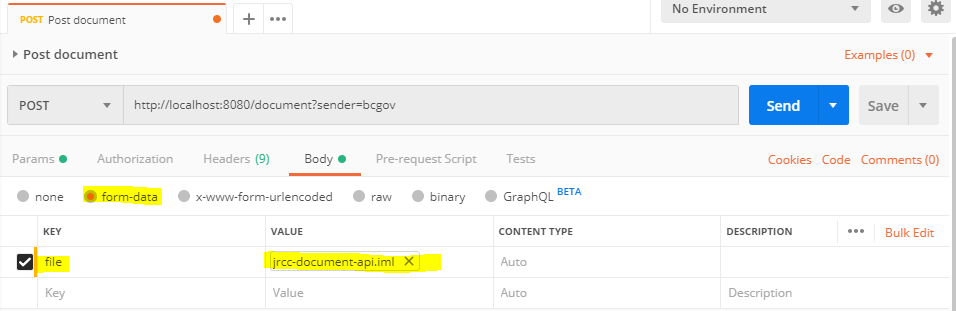 POST Post document + ••• No Environment
Post document Examples (0)
POST http://localhost:8080/document?sender=bcgov Send Save
Params Authorization Headers (9) Body Pre-request Script Tests Cookies Code Comments (0)
none form-data x-www-form-urlencoded raw binary GraphQL BETA
KEY VALUE CONTENT TYPE DESCRIPTION ••• Bulk Edit
file jrcc-document-api.iml Auto
Key Value Auto Description